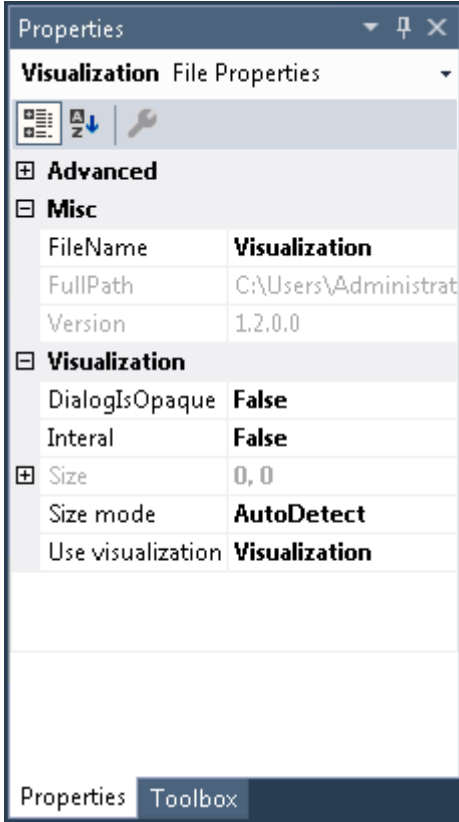 Properties
Visualization File Properties
Advanced
Misc
FileName Visualization
FullPath C:\Users\Administrat
Version 1.2.0.0
Visualization
DialogIsOpaque False
Interal False
Size 0, 0
Size mode AutoDetect
Use visualization Visualization
Properties Toolbox